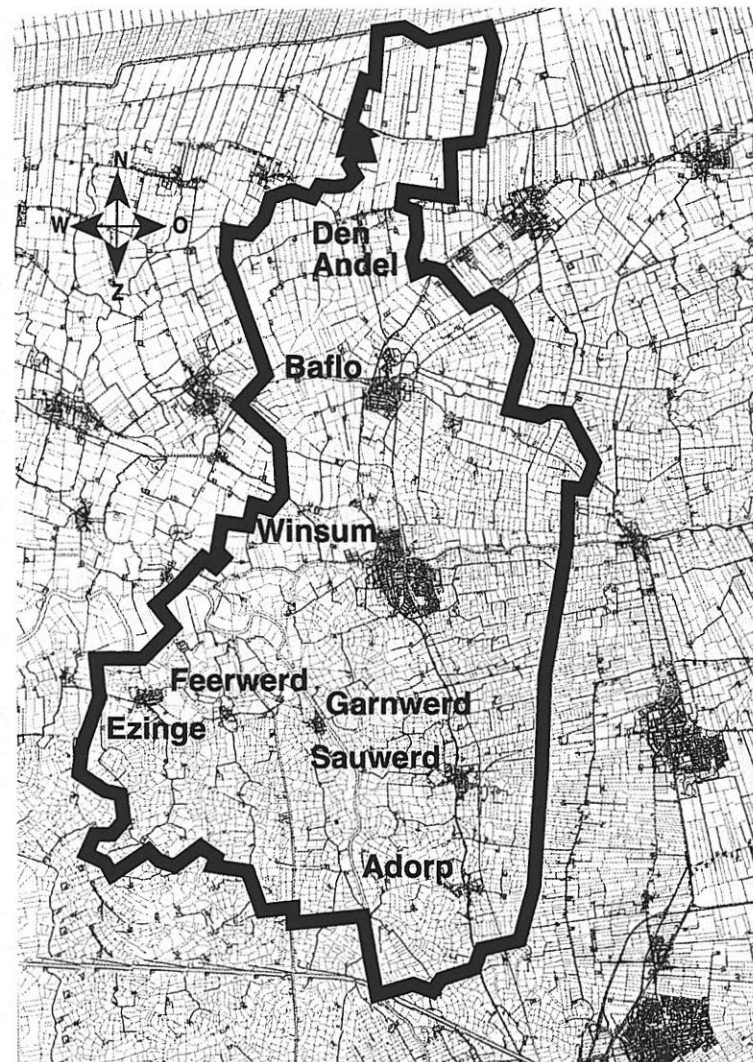 N
W O
Z
Den
Andel
Baflo
Winsum
Feerwerd
Garnwerd
Ezinge
Sauwerd
Adorp